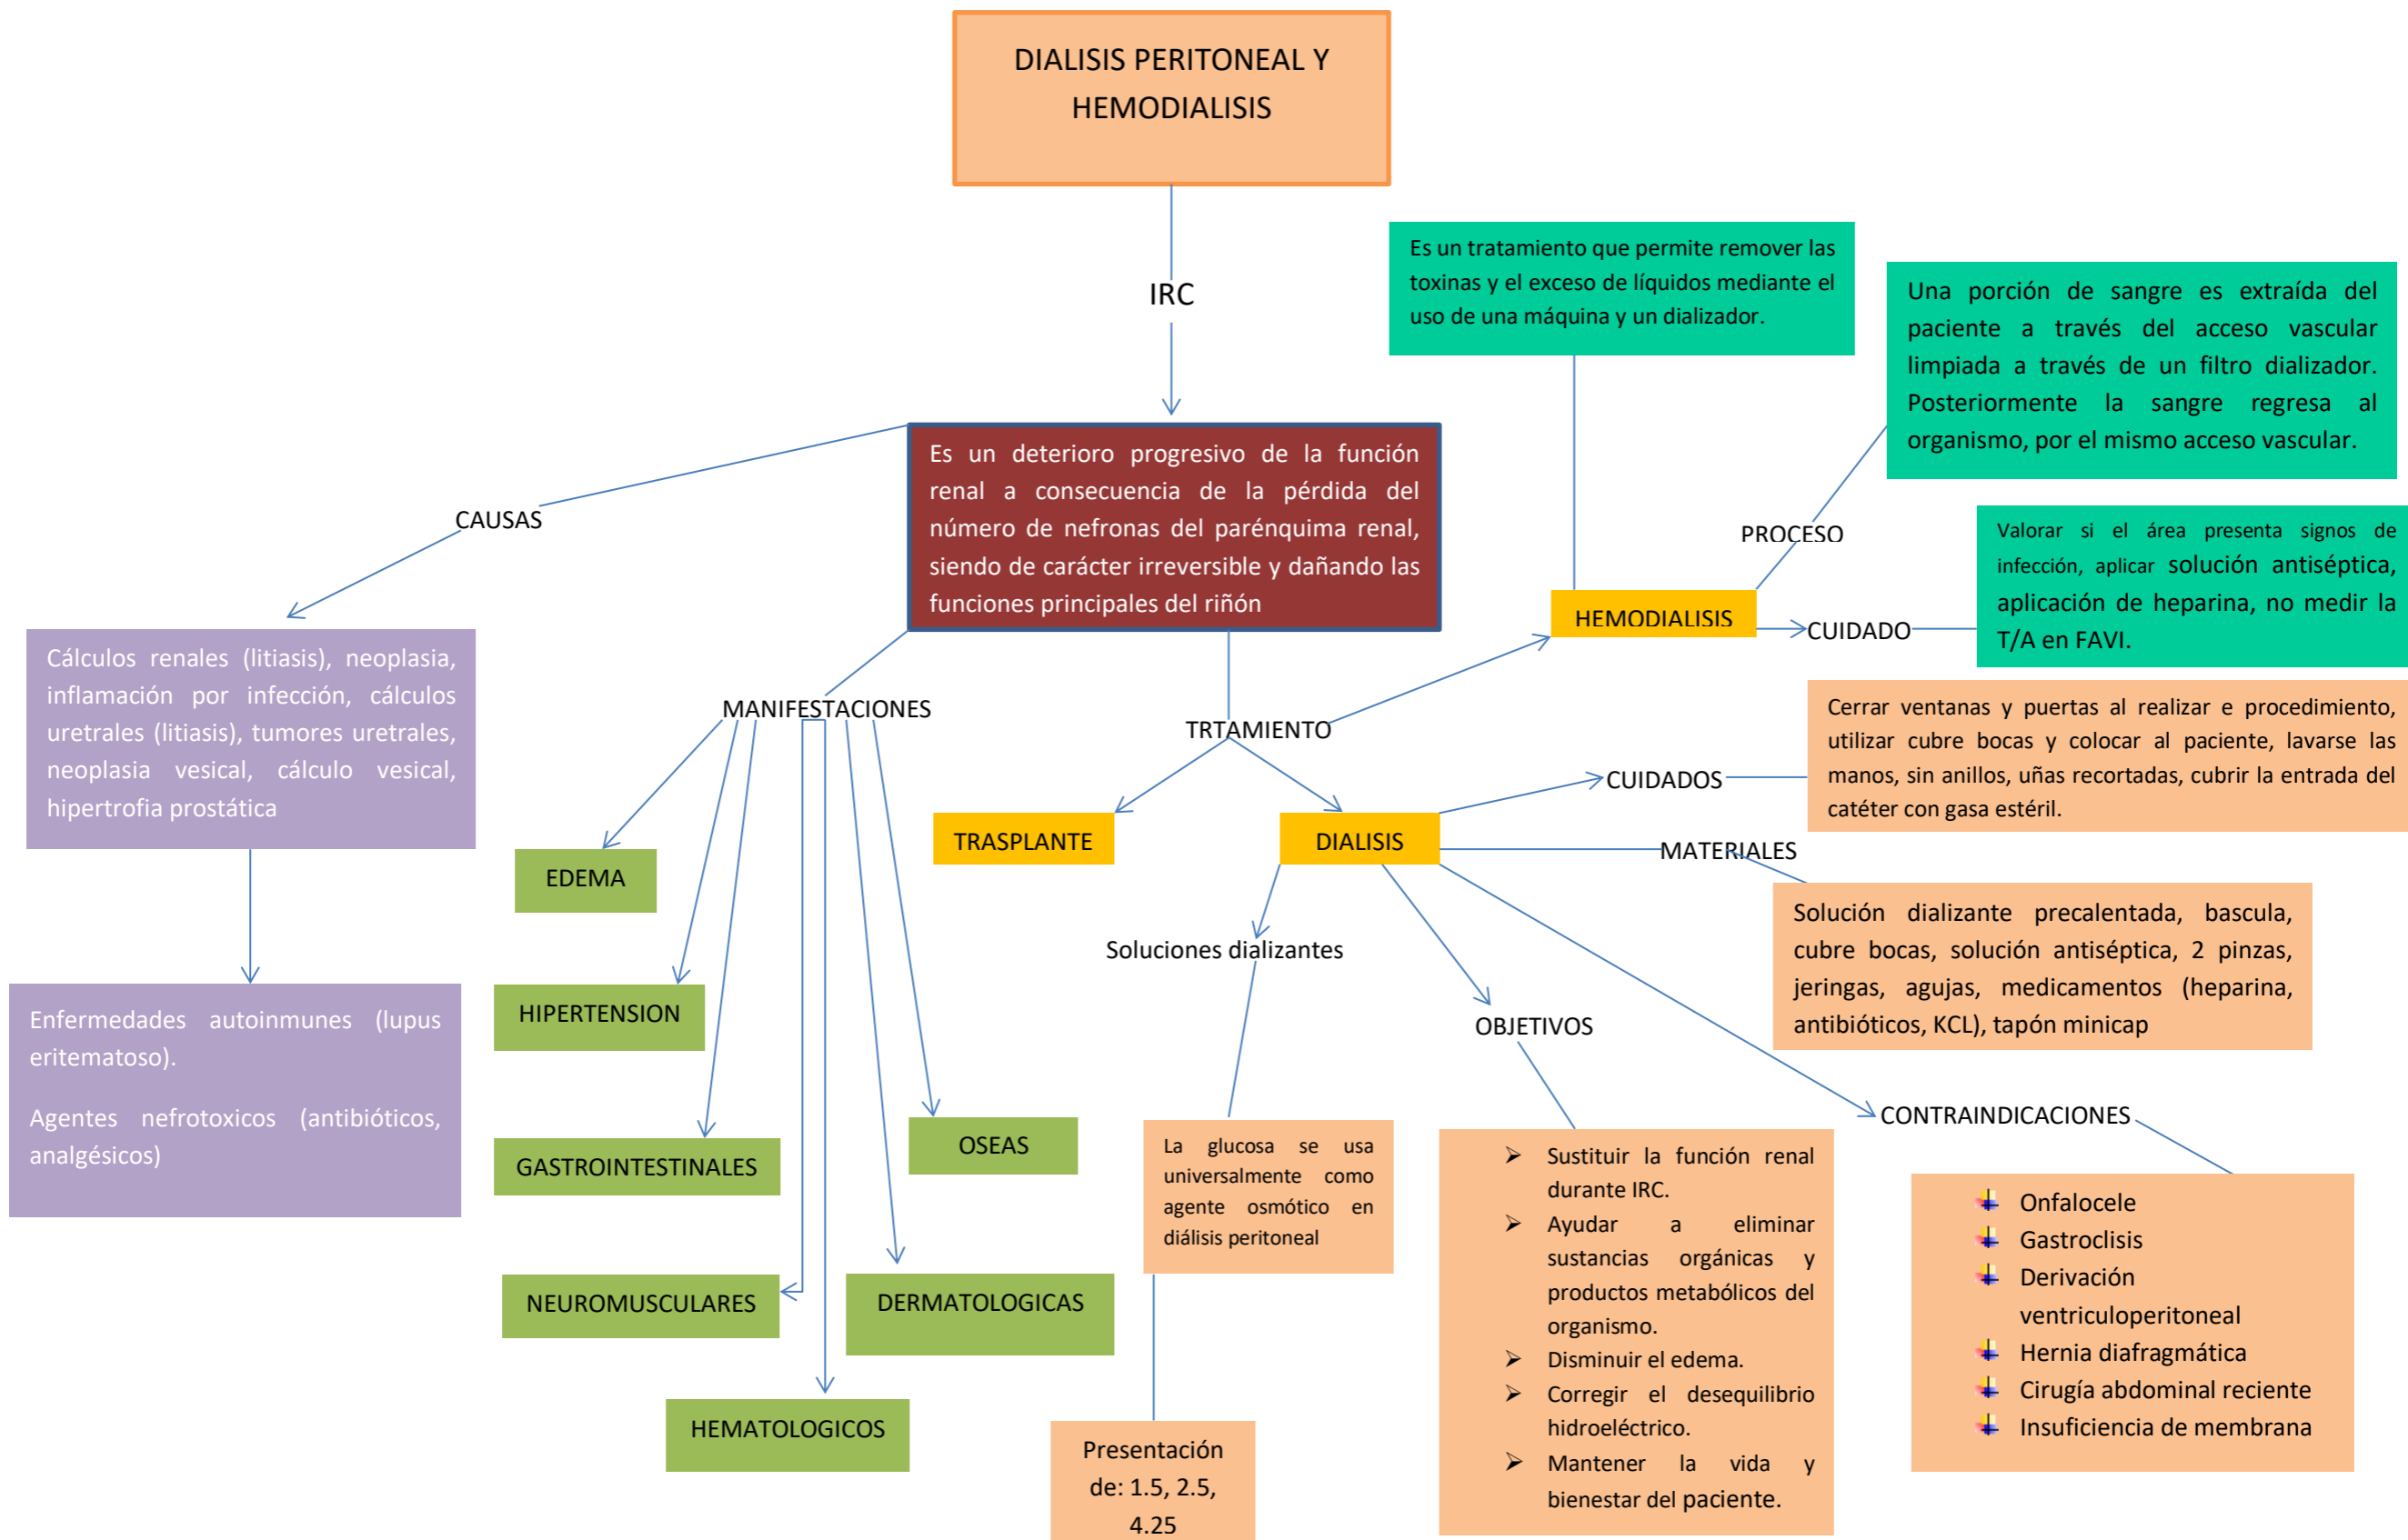 DIALISIS PERITONEAL Y
HEMODIALISIS
IRC
Es un tratamiento que permite remover las
toxinas y el exceso de líquidos mediante el
uso de una máquina y un dializador.
Una porción de sangre es extraída del
paciente a través del acceso vascular
limpiada a través de un filtro dializador.
Posteriormente la sangre regresa al
organismo, por el mismo acceso vascular.
Es un deterioro progresivo de la función
renal a consecuencia de la pérdida del
número de nefronas del parénquima renal,
siendo de carácter irreversible y dañando las
funciones principales del riñón
CAUSAS
PROCESO
Valorar si el área presenta signos de
infección, aplicar solución antiséptica,
aplicación de heparina, no medir la
T/A en FAVI.
HEMODIALISIS
CUIDADO
Cálculos renales (litiasis), neoplasia,
inflamación por infección, cálculos
uretrales (litiasis), tumores uretrales,
neoplasia vesical, cálculo vesical,
hipertrofia prostática
MANIFESTACIONES
TRTAMIENTO
Cerrar ventanas y puertas al realizar e procedimiento,
utilizar cubre bocas y colocar al paciente, lavarse las
manos, sin anillos, uñas recortadas, cubrir la entrada del
catéter con gasa estéril.
CUIDADOS
TRASPLANTE
DIALISIS
MATERIALES
EDEMA
Solución dializante precalentada, bascula,
cubre bocas, solución antiséptica, 2 pinzas,
jeringas, agujas, medicamentos (heparina,
antibióticos, KCL), tapón minicap
Soluciones dializantes
HIPERTENSION
OBJETIVOS
Enfermedades autoinmunes (lupus
eritematoso).
Agentes nefrotoxicos (antibióticos,
analgésicos)
CONTRAINDICACIONES
GASTROINTESTINALES
OSEAS
La glucosa se usa
universalmente como
agente osmótico en
diálisis peritoneal
Sustituir la función renal
durante IRC.
Ayudar a eliminar
sustancias orgánicas y
productos metabólicos del
organismo.
Disminuir el edema.
Corregir el desequilibrio
hidroeléctrico.
Mantener la vida y
bienestar del paciente.
Onfalocele
Gastroclisis
Derivación
ventriculoperitoneal
Hernia diafragmática
Cirugía abdominal reciente
Insuficiencia de membrana
NEUROMUSCULARES
DERMATOLOGICAS
HEMATOLOGICOS
Presentación
de: 1.5, 2.5,
4.25